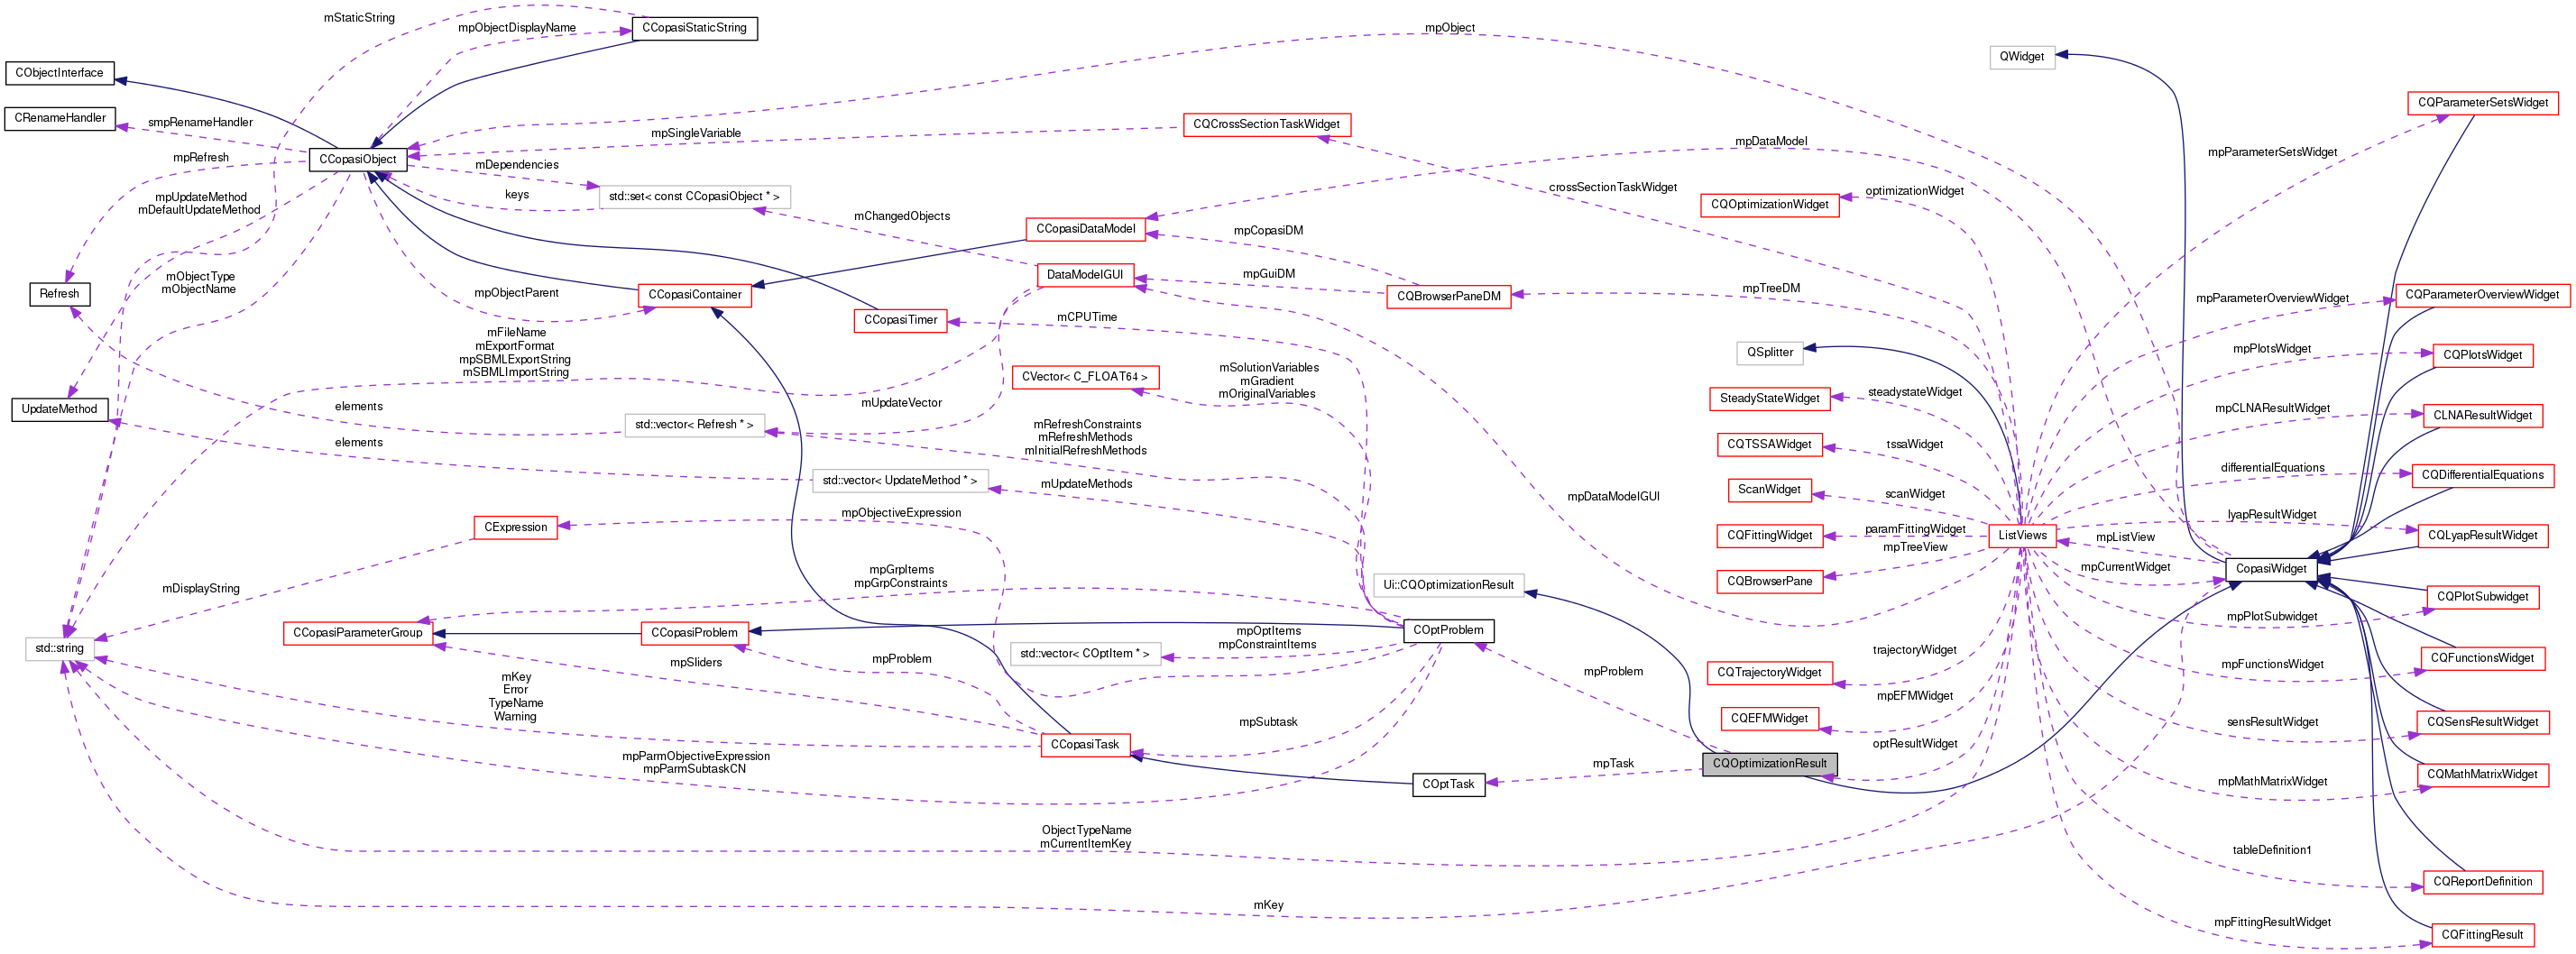 mStaticString
mpObjectDisplayName
CCopasiStaticString
mpObject
CObjectInterface
QWidget
CRenameHandler
smpRenameHandler
CQCrossSectionTaskWidget
CQParameterSetsWidget
mpSingleVariable
mpDataModel
mpParameterSetsWidget
mpRefresh
CCopasiObject
mDependencies
keys
std::set< const CCopasiObject * >
crossSectionTaskWidget
optimizationWidget
CQOptimizationWidget
mpUpdateMethod
mDefaultUpdateMethod
mChangedObjects
CCopasiDataModel
mpCopasiDM
mObjectType
mObjectName
DataModelGUI
mpGuiDM
mpTreeDM
mpParameterOverviewWidget
CQParameterOverviewWidget
Refresh
mpObjectParent
CCopasiContainer
CQBrowserPaneDM
CCopasiTimer
mCPUTime
mFileName
mExportFormat
mpSBMLExportString
mSBMLImportString
QSplitter
mpPlotsWidget
CQPlotsWidget
CVector< C_FLOAT64 >
mSolutionVariables
mGradient
mOriginalVariables
SteadyStateWidget
steadystateWidget
UpdateMethod
elements
mUpdateVector
std::vector< Refresh * >
mpCLNAResultWidget
CLNAResultWidget
elements
mRefreshConstraints
mRefreshMethods
mInitialRefreshMethods
CQTSSAWidget
tssaWidget
std::vector< UpdateMethod * >
mUpdateMethods
mpDataModelGUI
ScanWidget
scanWidget
differentialEquations
CQDifferentialEquations
CExpression
mpObjectiveExpression
CQFittingWidget
paramFittingWidget
ListViews
lyapResultWidget
CQLyapResultWidget
mpListView
mpTreeView
CQBrowserPane
mpCurrentWidget
CopasiWidget
mDisplayString
mpGrpItems
mpGrpConstraints
Ui::CQOptimizationResult
mpPlotSubwidget
CQPlotSubwidget
std::string
CCopasiParameterGroup
CCopasiProblem
COptProblem
mpOptItems
mpConstraintItems
std::vector< COptItem * >
mpSliders
mpProblem
mpProblem
CQTrajectoryWidget
trajectoryWidget
mpFunctionsWidget
CQFunctionsWidget
mKey
Error
TypeName
Warning
mpEFMWidget
CQEFMWidget
mpSubtask
CCopasiTask
sensResultWidget
CQSensResultWidget
optResultWidget
mpParmObjectiveExpression
mpParmSubtaskCN
mpTask
COptTask
CQOptimizationResult
mpMathMatrixWidget
CQMathMatrixWidget
ObjectTypeName
mCurrentItemKey
tableDefinition1
CQReportDefinition
mKey
mpFittingResultWidget
CQFittingResult